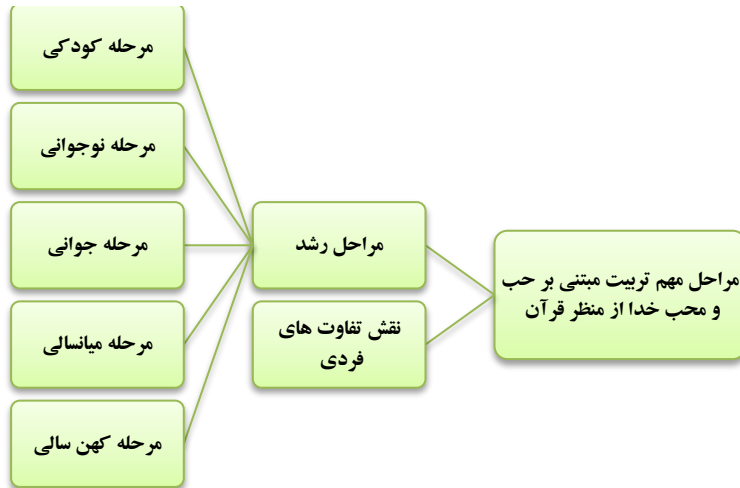 مراحل مهم تربیت مبتنی بر حب
و محب خدا از منظر قرآن
مراحل رشد
نقش تفاوت های
فردی
مرحله کودکی
مرحله نوجوانی
مرحله جوانی
مرحله میانسالی
مرحله کهن سالی